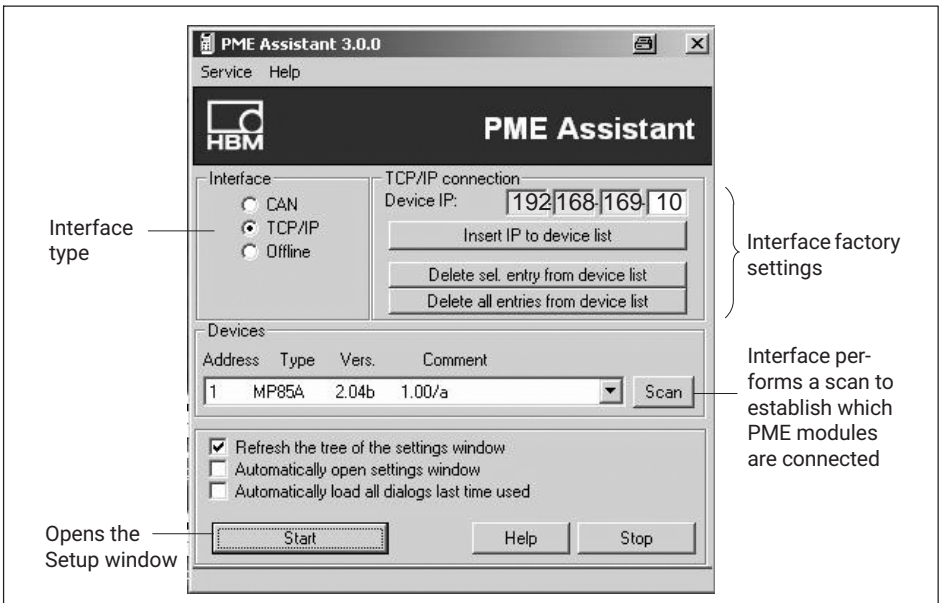 PME Assistant 3.0.0
Service Help
HBM
PME Assistant
Interface
TCP/IP connection
CAN
Device IP: 192 168 169 10
TCP/IP
Insert IP to device list
Offline
Delete sel. entry from device list
Delete all entries from device list
Interface
type
Interface factory
settings
Devices
Address Type Vers. Comment
1 MP85A 2.04b 1.00/a
Scan
Interface per-
forms a scan to
establish which
PME modules
are connected
Refresh the tree of the settings window
Automatically open settings window
Automatically load all dialogs last time used
Opens the
Setup window
Start Help Stop